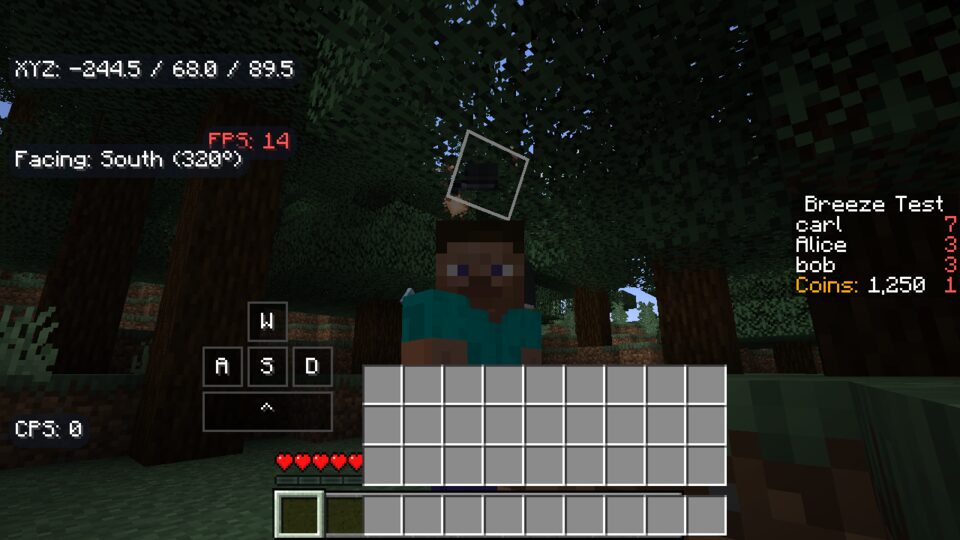 XYZ: -244.5 / 68.0 / 89.5
FPS: 14
Facing: South (320°)
Breeze Test
carl 7
Alice 3
bob 3
Coins: 1,250 1
W
A S D
^
CPS: 0